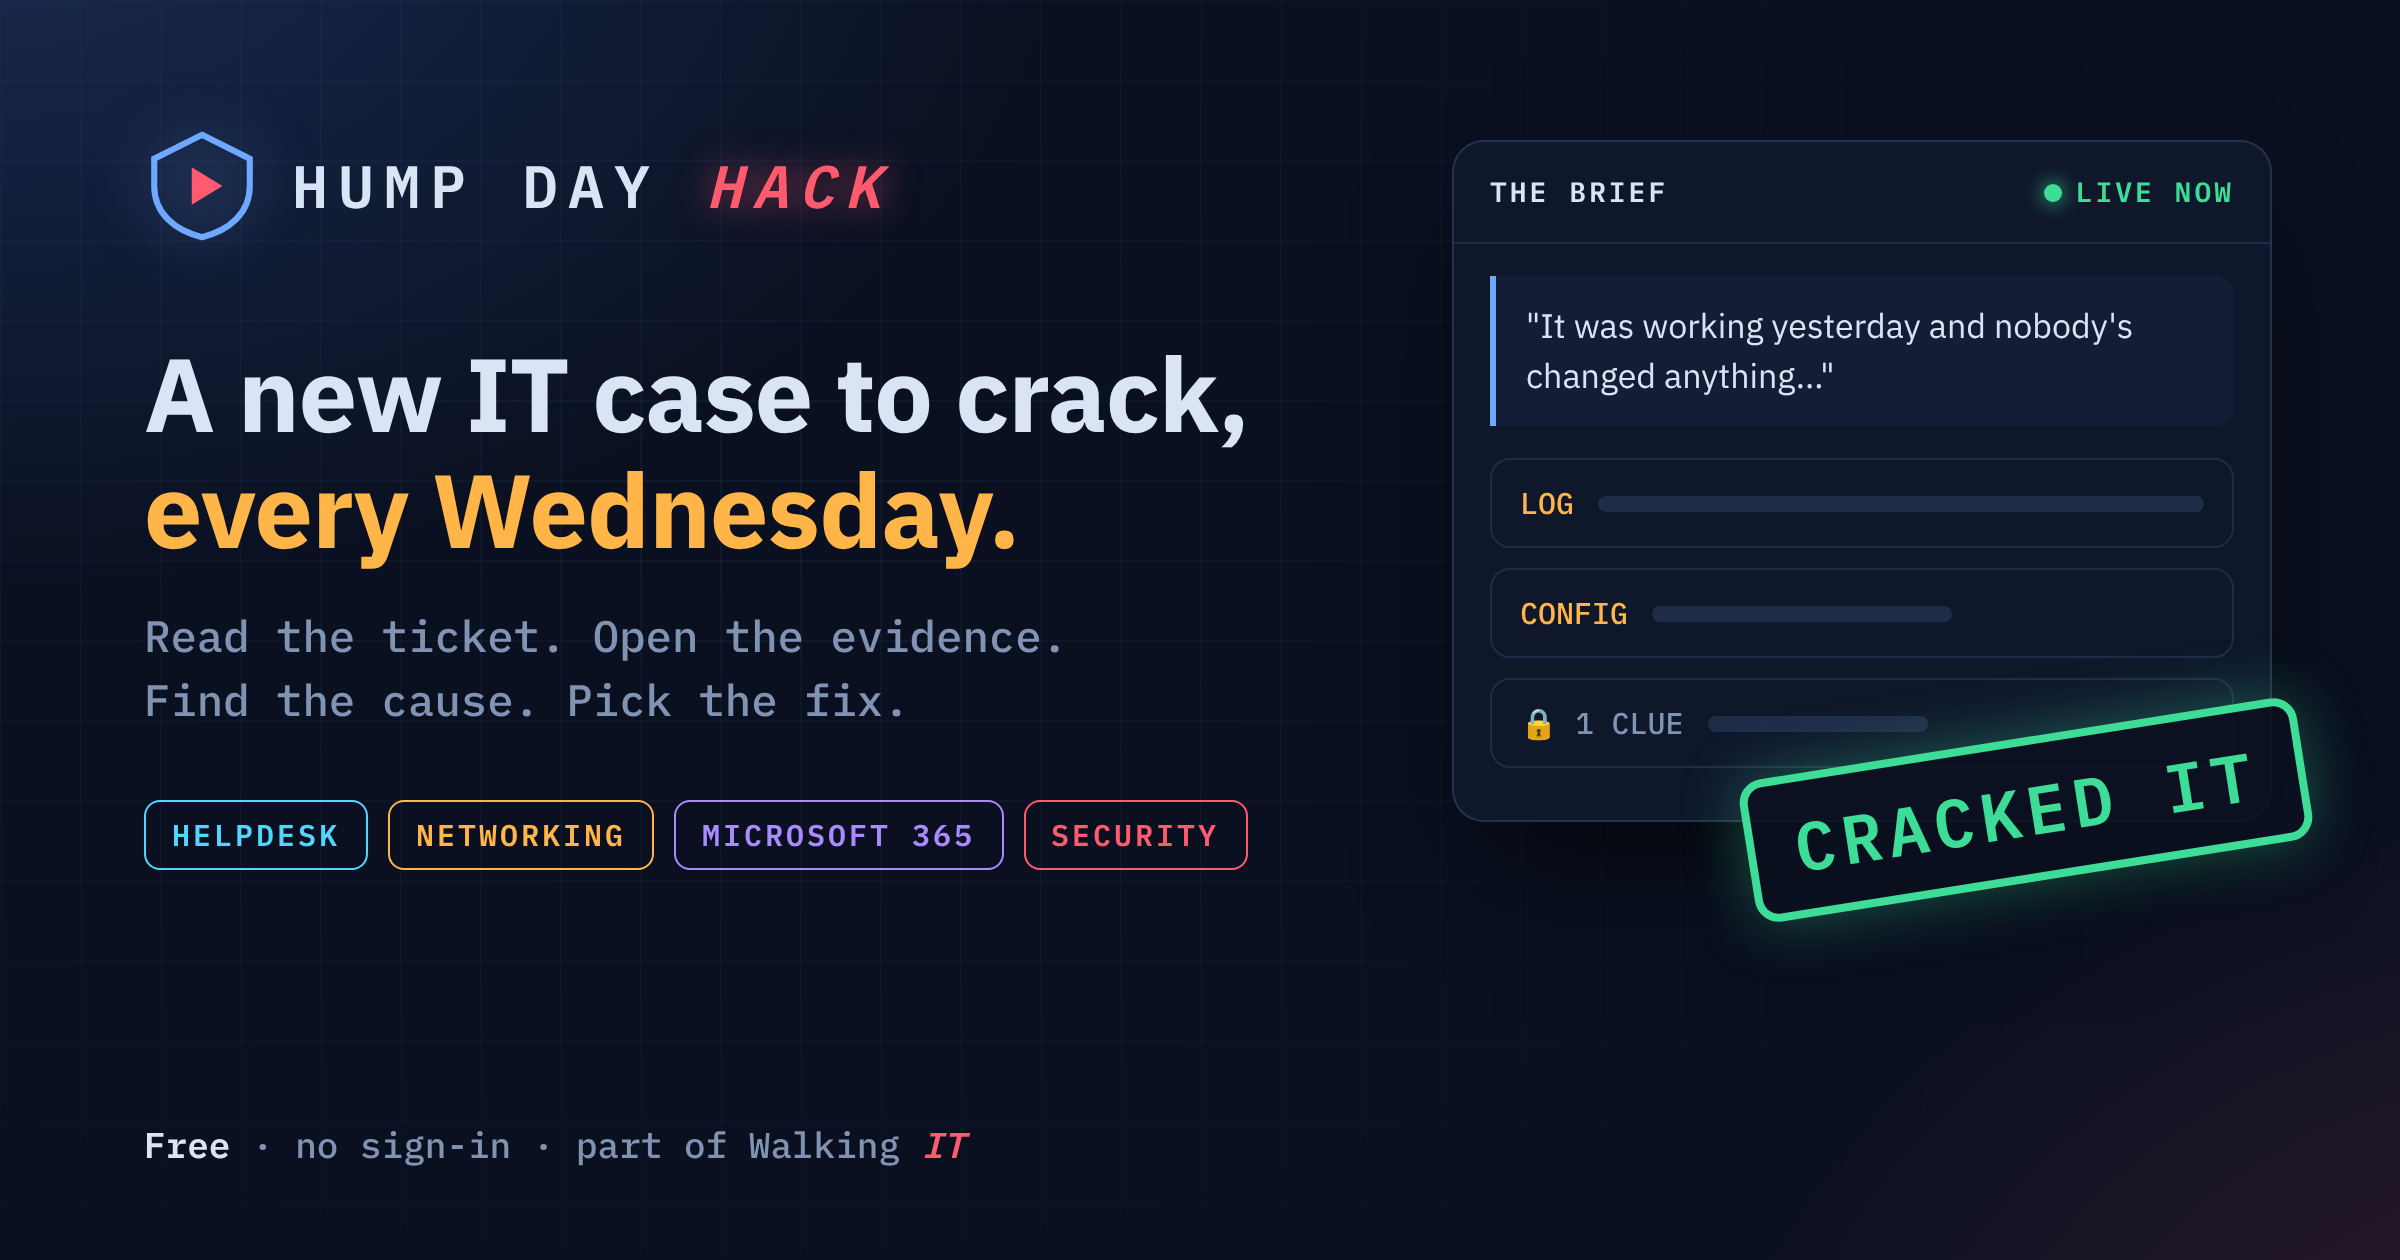 HUMP DAY HACK
A new IT case to crack,
every Wednesday.
Read the ticket. Open the evidence.
Find the cause. Pick the fix.
HELPDESK
NETWORKING
MICROSOFT 365
SECURITY
Free · no sign-in · part of Walking IT
THE BRIEF
LIVE NOW
"It was working yesterday and nobody's
changed anything..."
LOG
CONFIG
1 CLUE
CRACKED IT